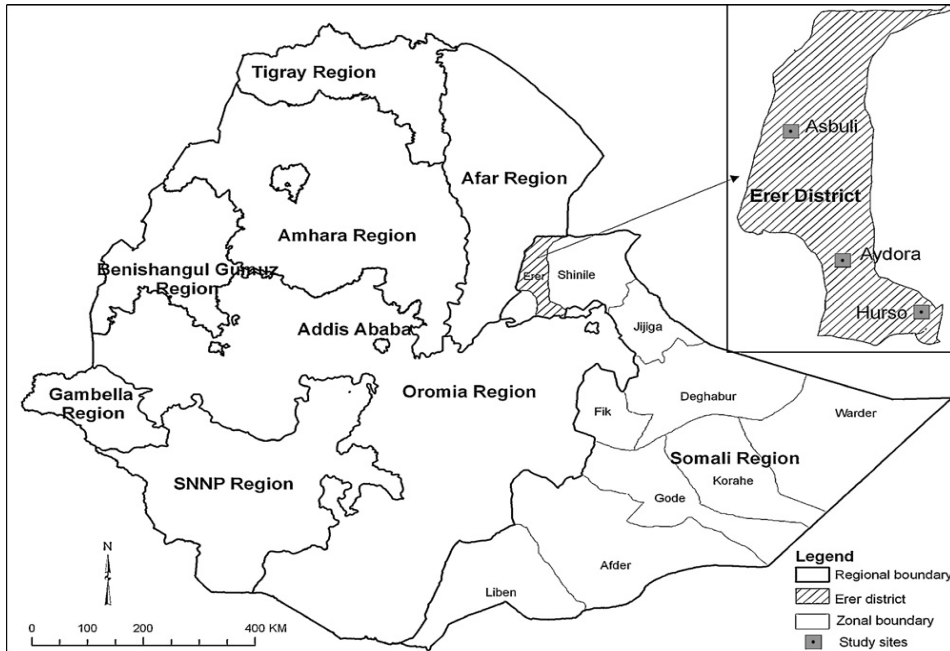 Tigray Region
Afar Region
Amhara Region
Benishangul Gumuz
Region
Addis Ababa
Gambella
Region
Oromia Region
SNNP Region
Erer
Shinile
Jijiga
Fik
Deghabur
Warder
Somali Region
Korahe
Gode
Afder
Liben
Asbuli
Erer District
Aydora
Hurso
N
0 100 200 400 KM
Legend
Regional boundary
Erer district
Zonal boundary
Study sites